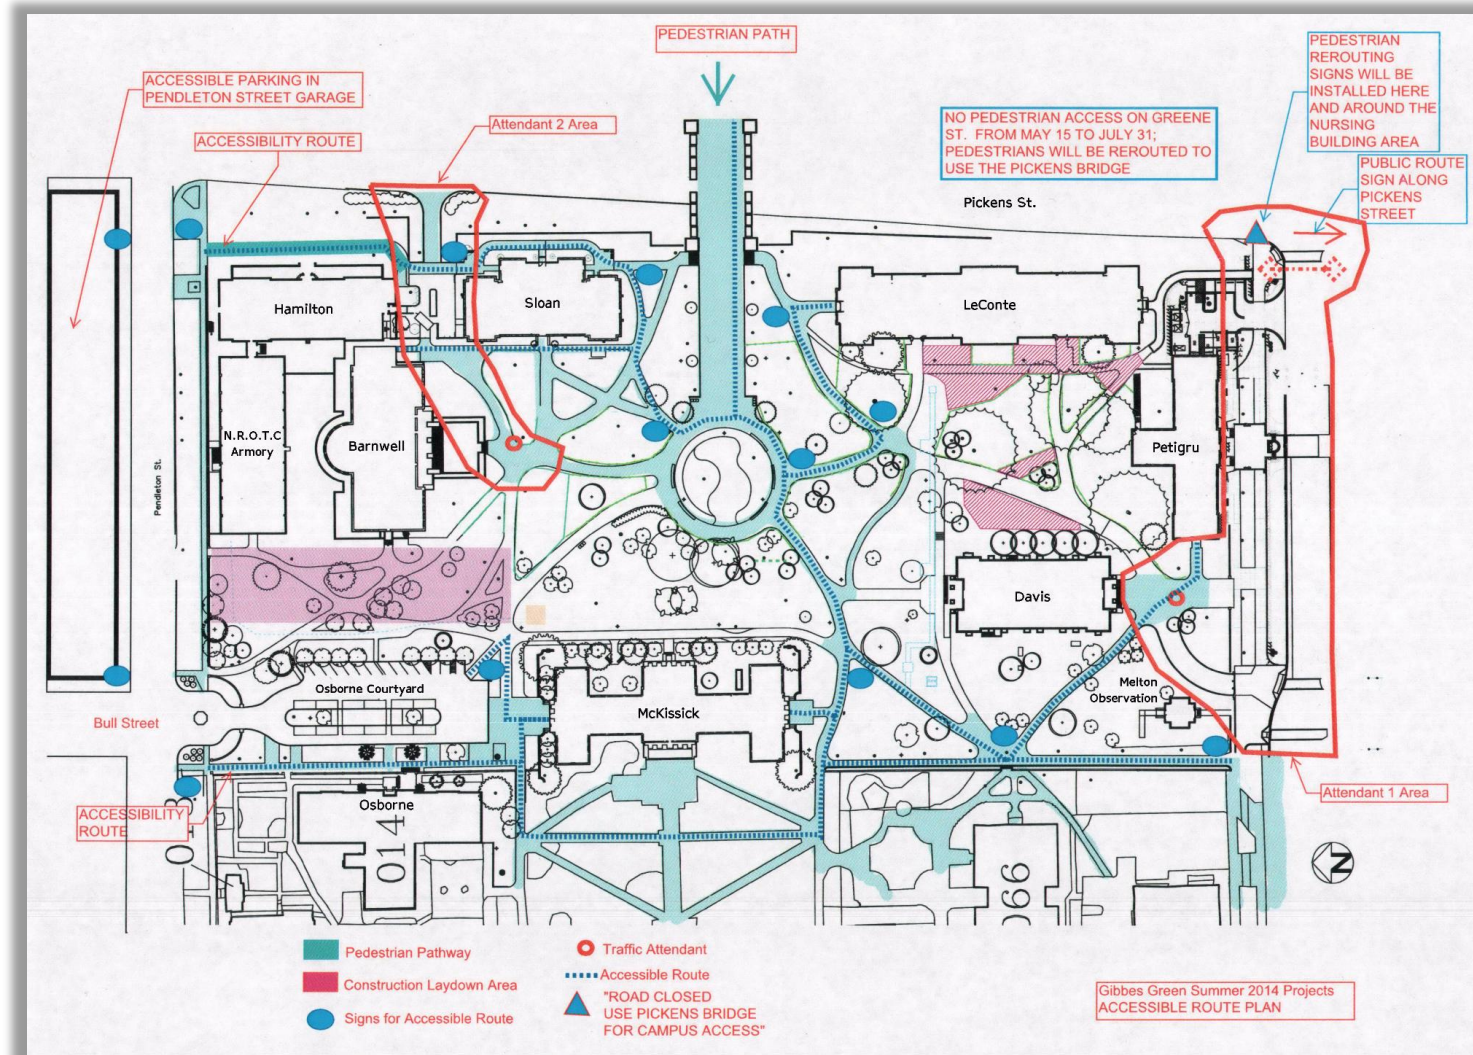 PEDESTRIAN PATH
PEDESTRIAN
REROUTING
SIGNS WILL BE
INSTALLED HERE
AND AROUND THE
NURSING
BUILDING AREA
ACCESSIBLE PARKING IN
PENDLETON STREET GARAGE
Attendant 2 Area
NO PEDESTRIAN ACCESS ON GREENE
ST. FROM MAY 15 TO JULY 31;
PEDESTRIANS WILL BE REROUTED TO
USE THE PICKENS BRIDGE
ACCESSIBILITY ROUTE
PUBLIC ROUTE
SIGN ALONG
PICKENS
STREET
Pickens St.
Hamilton
Sloan
LeConte
N.R.O.T.C
Armory
Barnwell
Petigru
Pendleton St.
Davis
Osborne Courtyard
McKissick
Melton
Observation
Bull Street
ACCESSIBILITY
ROUTE
Osborne
014
066
Attendant 1 Area
N
Pedestrian Pathway
Construction Laydown Area
Signs for Accessible Route
Traffic Attendant
Accessible Route
"ROAD CLOSED
USE PICKENS BRIDGE
FOR CAMPUS ACCESS"
Gibbes Green Summer 2014 Projects
ACCESSIBLE ROUTE PLAN